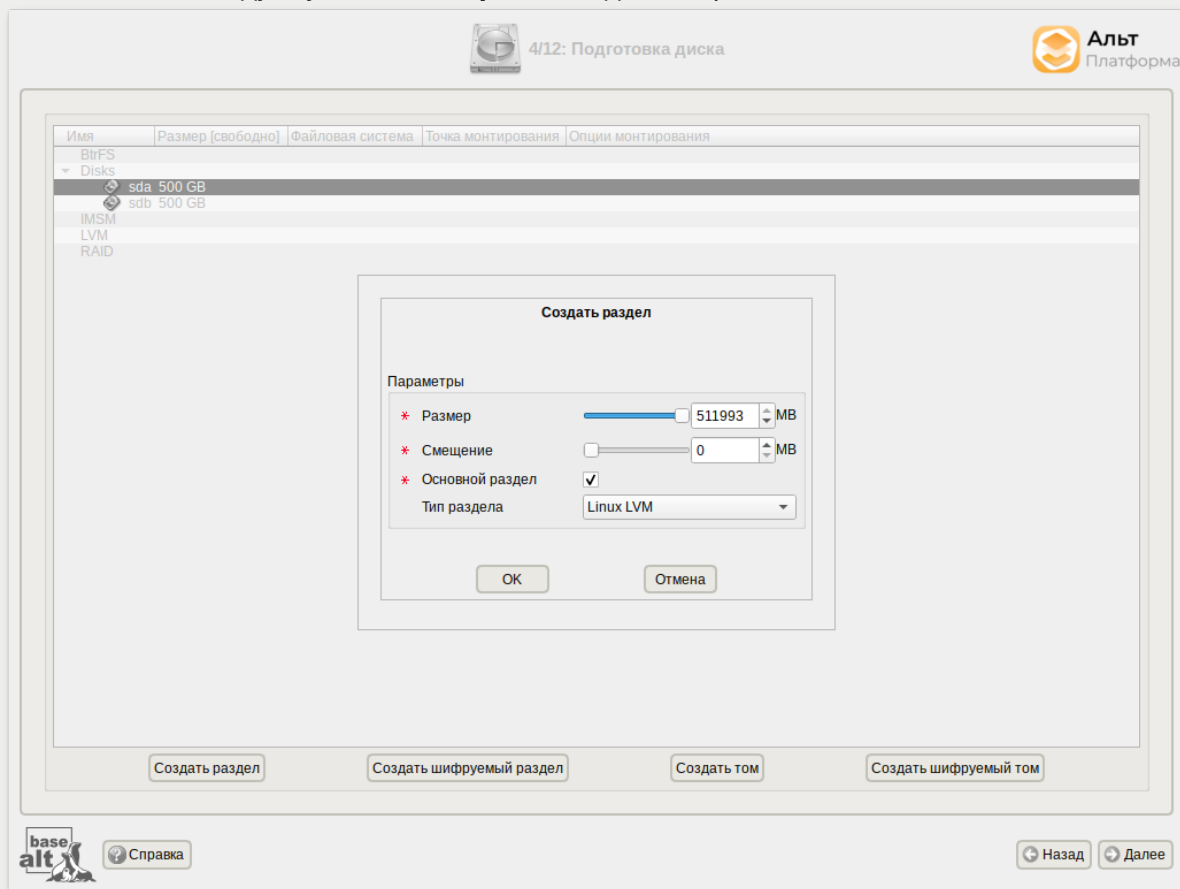 4/12: Подготовка диска
Альт
Платформа
Имя Размер [свободно] Файловая система Точка монтирования Опции монтирования
BtrFS
Disks
sda 500 GB
sdb 500 GB
IMSM
LVM
RAID
Создать раздел
Параметры
Размер 511993 MB
Смещение 0 MB
Основной раздел
Тип раздела Linux LVM
OK Отмена
Создать раздел Создать шифруемый раздел Создать том Создать шифруемый том
base
alt
Справка Назад Далее